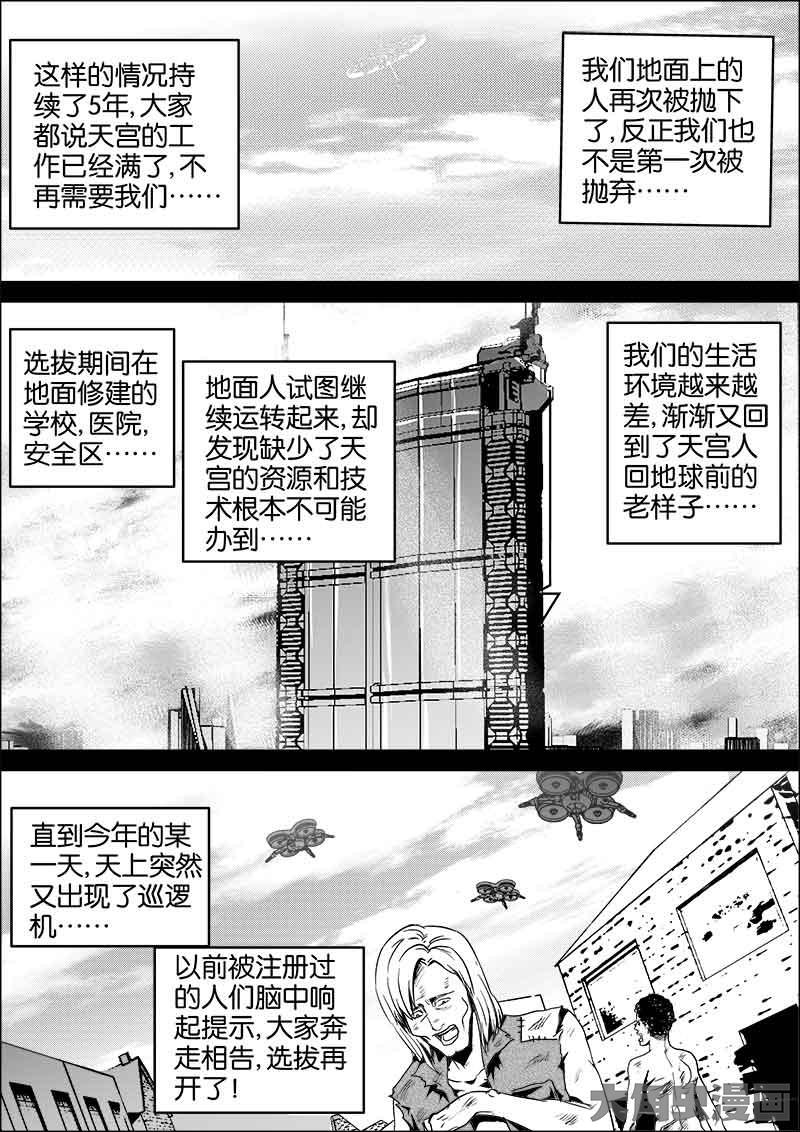 这样的情况持
续了5年,大家
都说天宫的工
作已经满了,不
再需要我们……
我们地面上的
人再次被抛下
了,反正我们也
不是第一次被
抛弃……
选拔期间在
地面修建的
学校,医院,
安全区……
地面人试图继
续运转起来,却
发现缺少了天
宫的资源和技
术根本不可能
办到……
我们的生活
环境越来越
差,渐渐又回
到了天宫人
回地球前的
老样子……
直到今年的某
一天,天上突然
又出现了巡逻
机……
以前被注册过
的人们脑中响
起提示,大家奔
走相告,选拔再
开了!
大角虫漫画